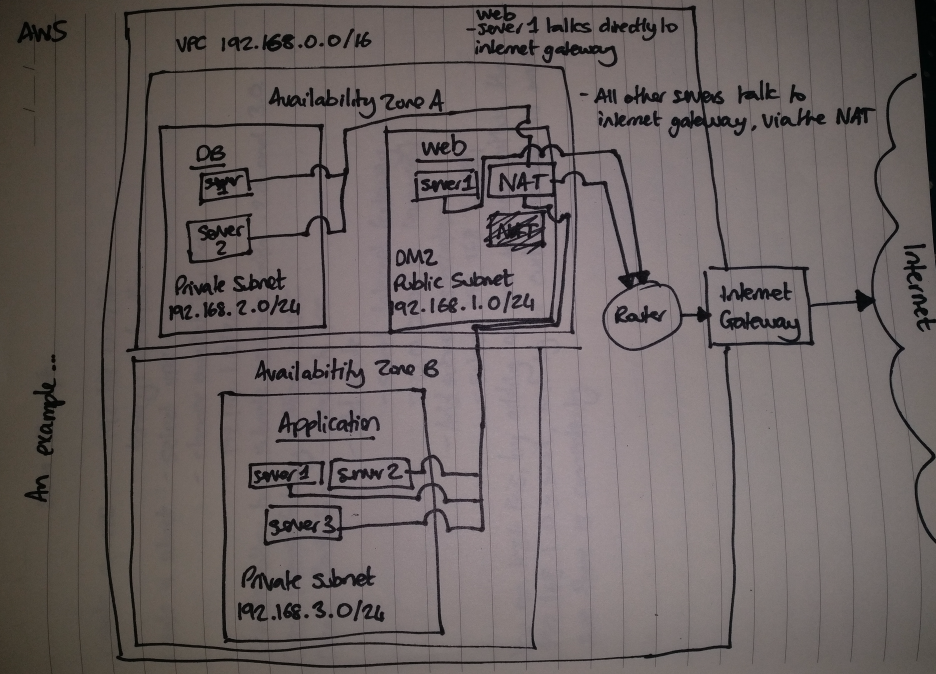 AWS
VPC 192.168.0.0/16
web
- server 1 talks directly to
internet gateway
- All other servers talk to
internet gateway, via the NAT
Availability Zone A
DB
server
1
server
2
Private Subnet
192.168.2.0/24
web
server1
NAT
DMZ
Public Subnet
192.168.1.0/24
Router
Internet
Gateway
Internet
Availabitity Zone B
Application
server1
server2
server3
Private subnet
192.168.3.0/24
An example...